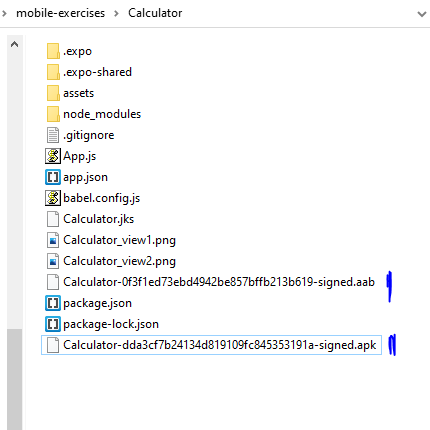 mobile-exercises > Calculator
.expo
.expo-shared
assets
node_modules
.gitignore
App.js
app.json
babel.config.js
Calculator.jks
Calculator_view1.png
Calculator_view2.png
Calculator-0f3f1ed73ebd4942be857bffb213b619-signed.aab
package.json
package-lock.json
Calculator-dda3cf7b24134d819109fc845353191a-signed.apk